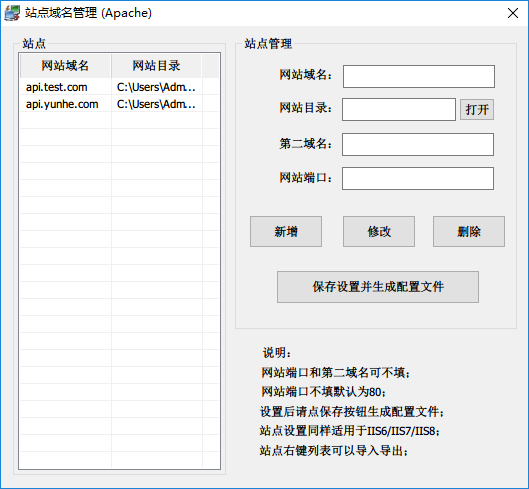 站点域名管理 (Apache)
站点
网站域名 网站目录
api.test.com C:\Users\Adm...
api.yunhe.com C:\Users\Adm...
站点管理
网站域名：
网站目录： 打开
第二域名：
网站端口：
新增 修改 删除
保存设置并生成配置文件
说明：
网站端口和第二域名可不填；
网站端口不填默认为80；
设置后请点保存按钮生成配置文件；
站点设置同样适用于IIS6/IIS7/IIS8；
站点右键列表可以导入导出；